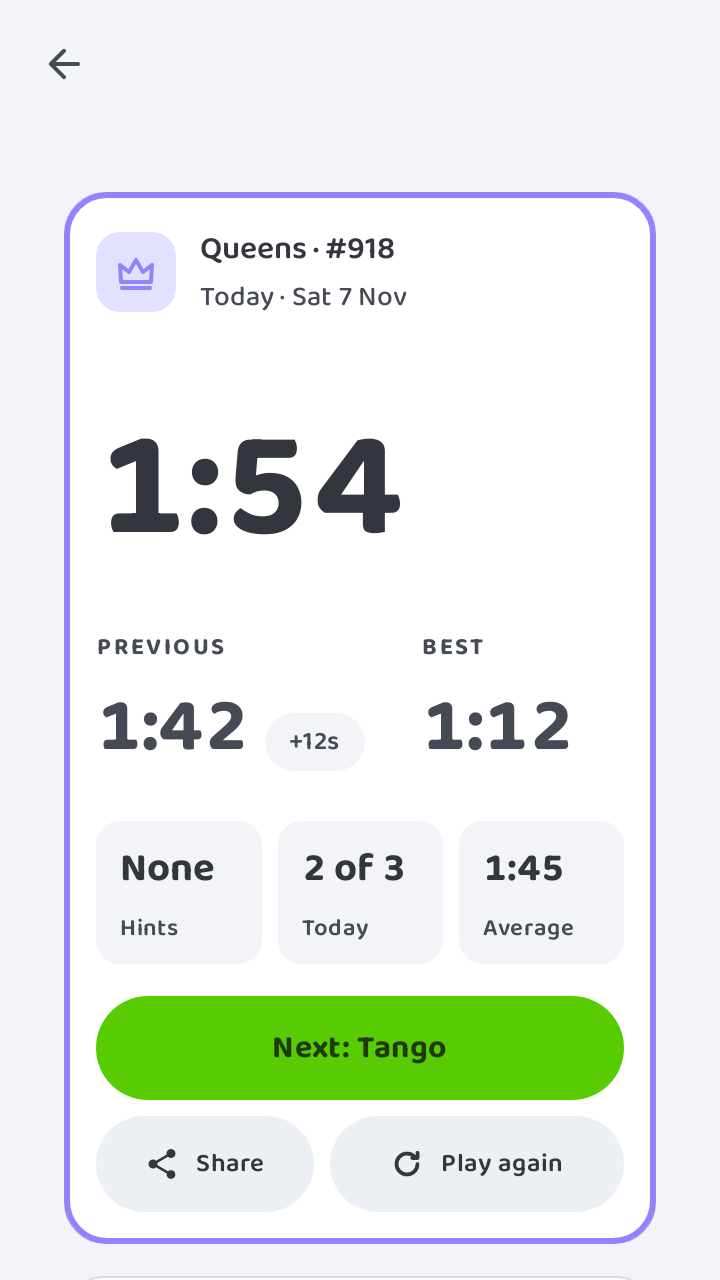 Queens · #918
Today · Sat 7 Nov
1:54
PREVIOUS
BEST
1:42
+12s
1:12
None
2 of 3
1:45
Hints
Today
Average
Next: Tango
Share
Play again